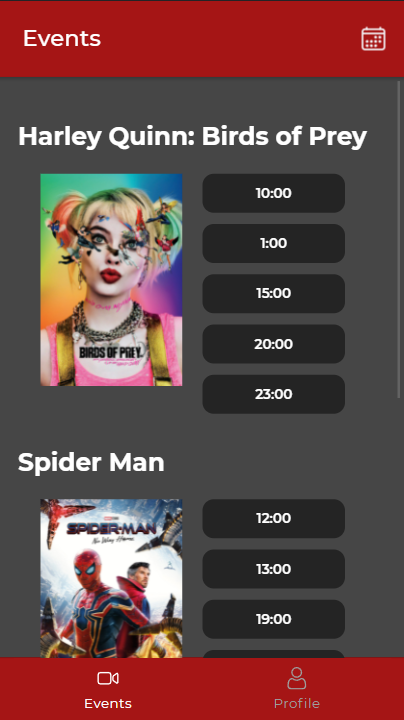 Events
Harley Quinn: Birds of Prey
BIRDS OF PREY
10:00
1:00
15:00
20:00
23:00
Spider Man
SPIDER-MAN
No Way Home
12:00
13:00
19:00
Events
Profile